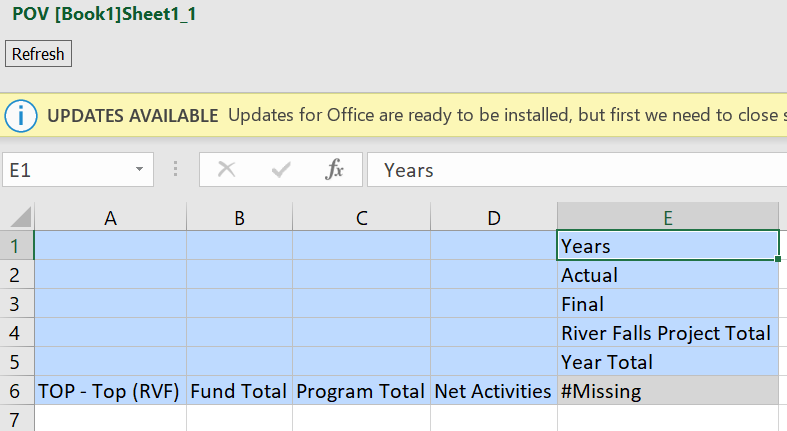 POV [Book1]Sheet1_1
Refresh
UPDATES AVAILABLE Updates for Office are ready to be installed, but first we need to close
E1 fx Years
A B C D E
1 Years
2 Actual
3 Final
4 River Falls Project Total
5 Year Total
6 TOP - Top (RVF) Fund Total Program Total Net Activities #Missing
7